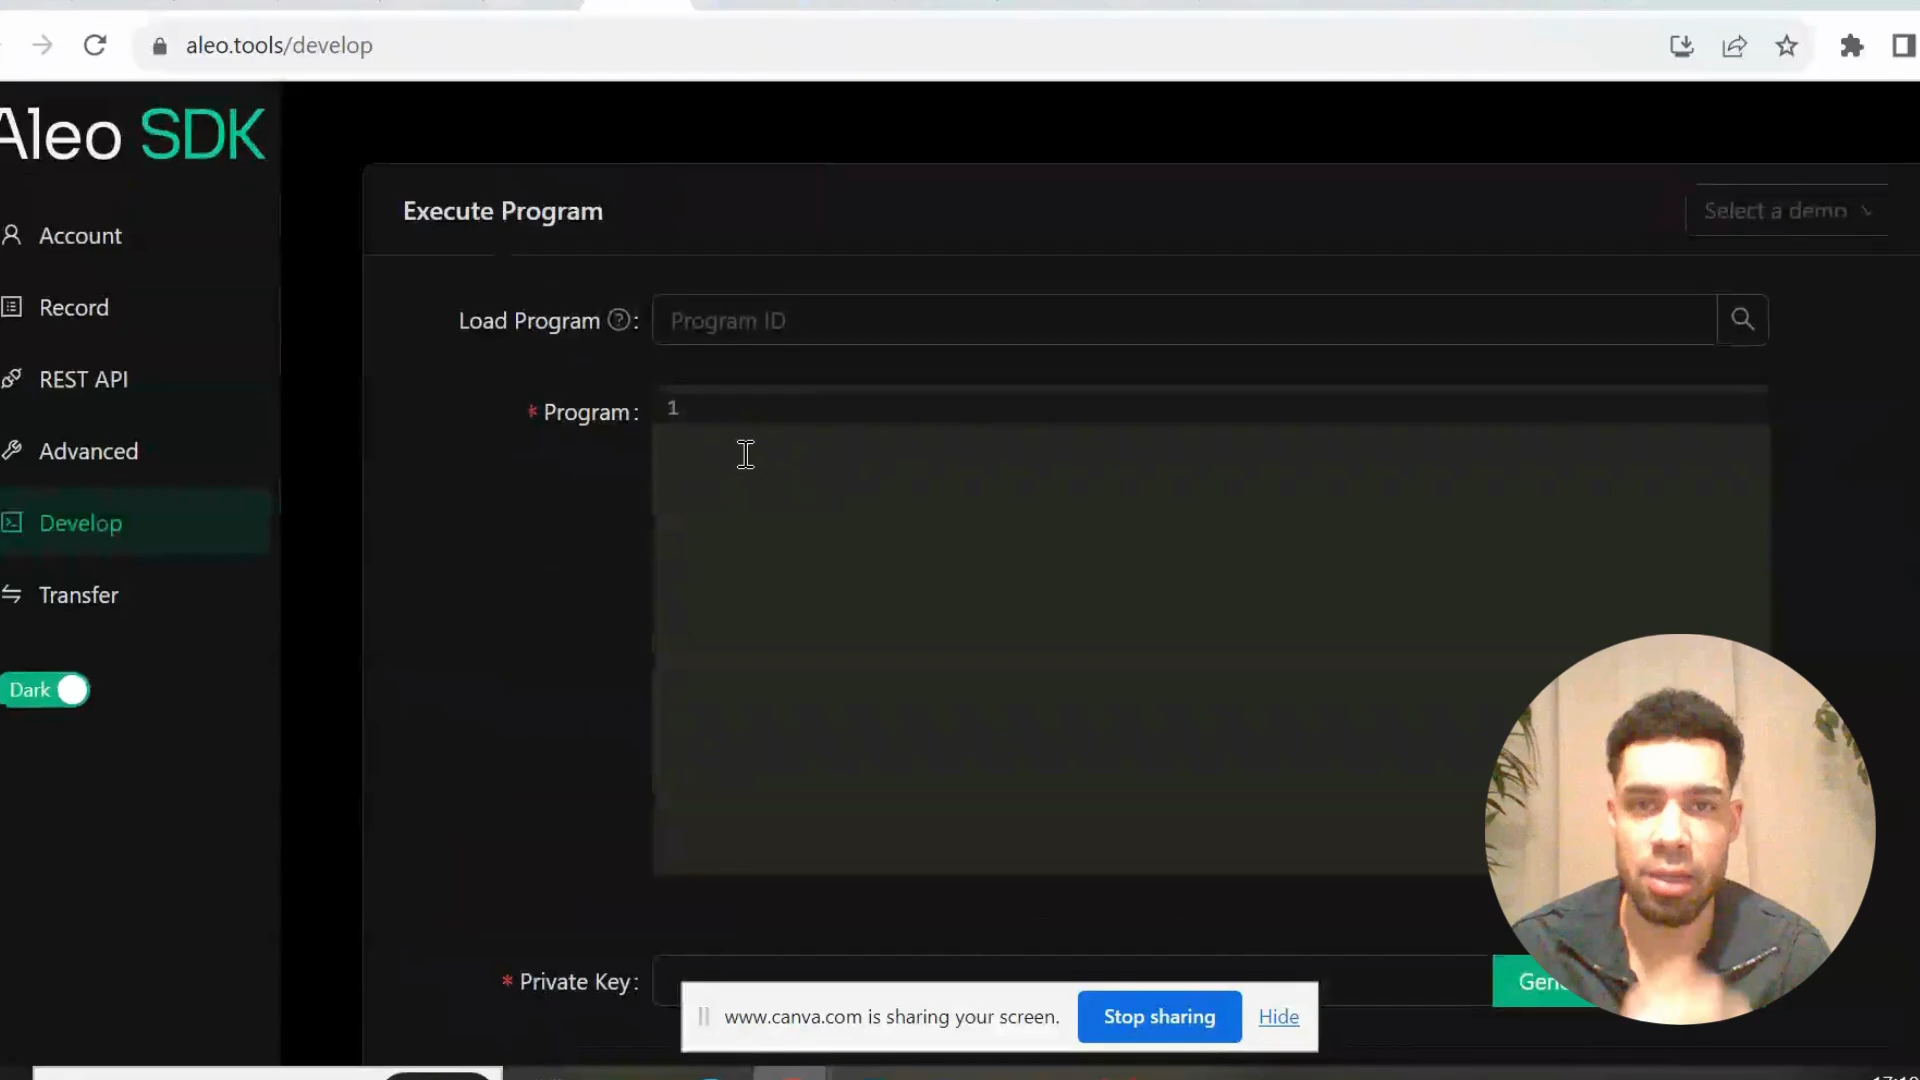 aleo.tools/develop
Aleo SDK
Account
Record
REST API
Advanced
Develop
Transfer
Dark
Execute Program
Select a demo
Load Program ?:
Program ID
* Program:
1
* Private Key:
www.canva.com is sharing your screen.
Stop sharing
Hide